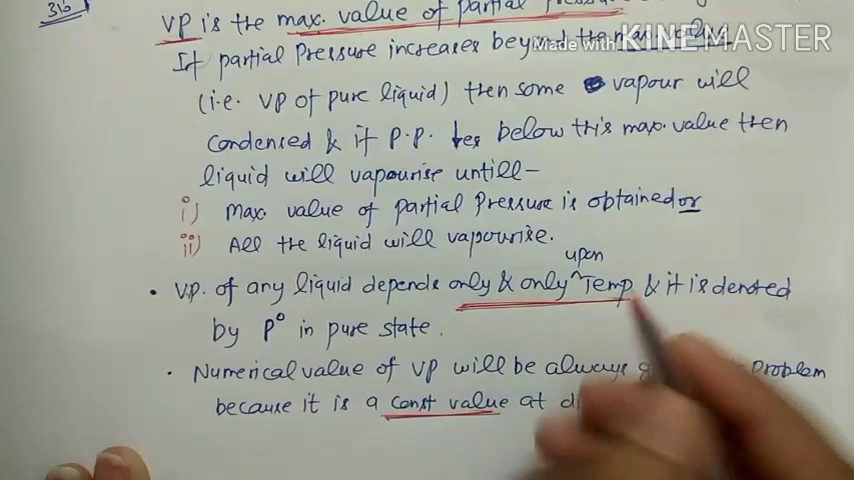 316
VP is the max. value of partial
Made with KINEMASTER
If partial Pressure increases beyond the max value
(i.e. VP of pure liquid) then some vapour will
Condensed & if P.P. ↓es below this max. value then
liquid will vapourise untill-
i) Max. value of partial Pressure is obtained or
ii) All the liquid will vapourise.
upon
• V.P. of any liquid depends only & only ^ Temp & it is denoted
by P° in pure state.
• Numerical value of VP will be always Problem
because it is a const value at